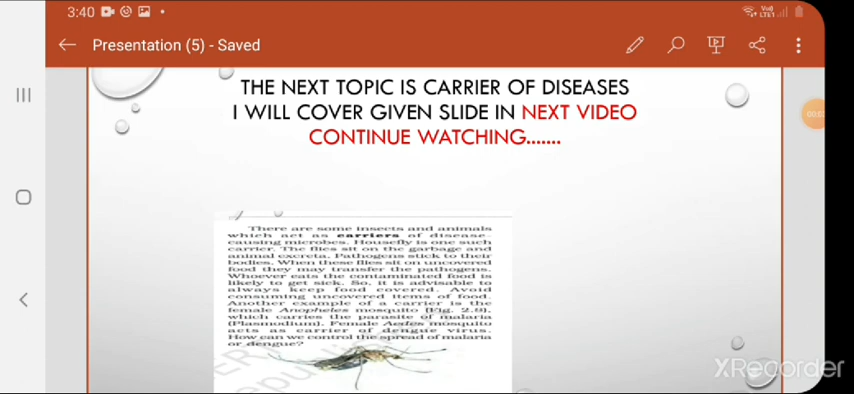 3:40
Vo))
LTE1
Presentation (5) - Saved
THE NEXT TOPIC IS CARRIER OF DISEASES
I WILL COVER GIVEN SLIDE IN NEXT VIDEO
CONTINUE WATCHING.......
There are some insects and animals
which act as carriers of disease-
causing microbes. Housefly is one such
carrier. The flies sit on the garbage and
animal excreta. Pathogens stick to their
bodies. When these flies sit on uncovered
food they may transfer the pathogens.
Whoever eats the contaminated food is
likely to get sick. So, it is advisable to
always keep food covered. Avoid
consuming uncovered items of food.
Another example of a carrier is the
female Anopheles mosquito (Fig. 2.8),
which carries the parasite of malaria
(Plasmodium). Female Aedes mosquito
acts as carrier of dengue virus.
How can we control the spread of malaria
or dengue?
XRecorder